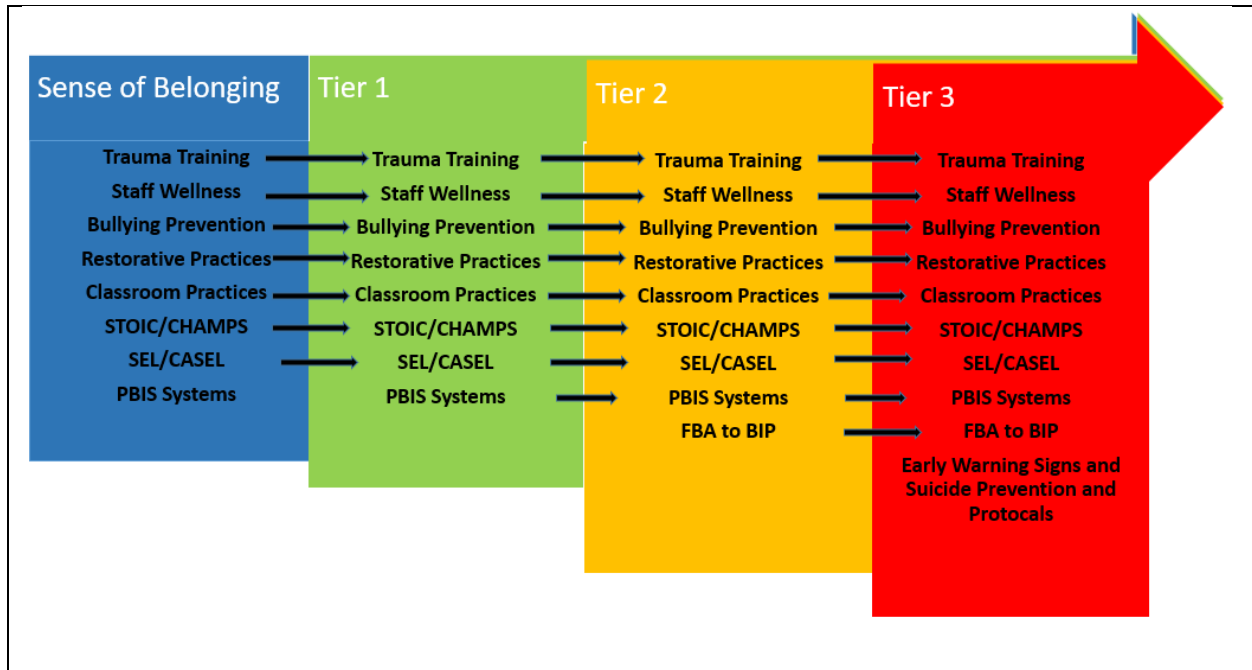 Sense of Belonging
Trauma Training
Staff Wellness
Bullying Prevention
Restorative Practices
Classroom Practices
STOIC/CHAMPS
SEL/CASEL
PBIS Systems
Tier 1
Trauma Training
Staff Wellness
Bullying Prevention
Restorative Practices
Classroom Practices
STOIC/CHAMPS
SEL/CASEL
PBIS Systems
Tier 2
Trauma Training
Staff Wellness
Bullying Prevention
Restorative Practices
Classroom Practices
STOIC/CHAMPS
SEL/CASEL
PBIS Systems
FBA to BIP
Tier 3
Trauma Training
Staff Wellness
Bullying Prevention
Restorative Practices
Classroom Practices
STOIC/CHAMPS
SEL/CASEL
PBIS Systems
FBA to BIP
Early Warning Signs and
Suicide Prevention and
Protocals